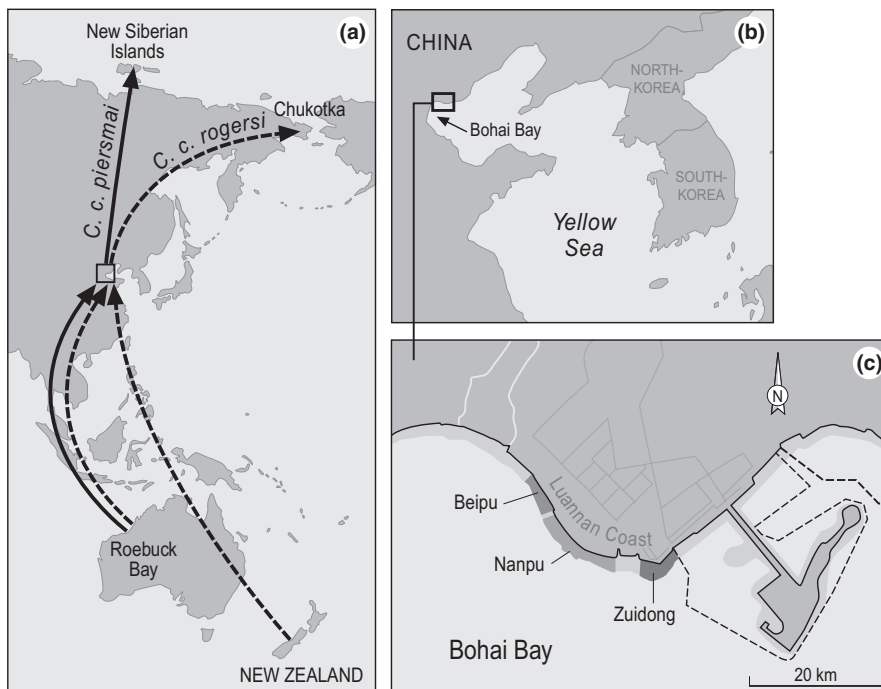 (a)
New Siberian
Islands
Chukotka
C. c. piersmai
C. c. rogersi
Roebuck
Bay
NEW ZEALAND
(b)
CHINA
NORTH-
KOREA
Bohai Bay
SOUTH-
KOREA
Yellow
Sea
(c)
N
Beipu
Luannan Coast
Nanpu
Zuidong
Bohai Bay
20 km